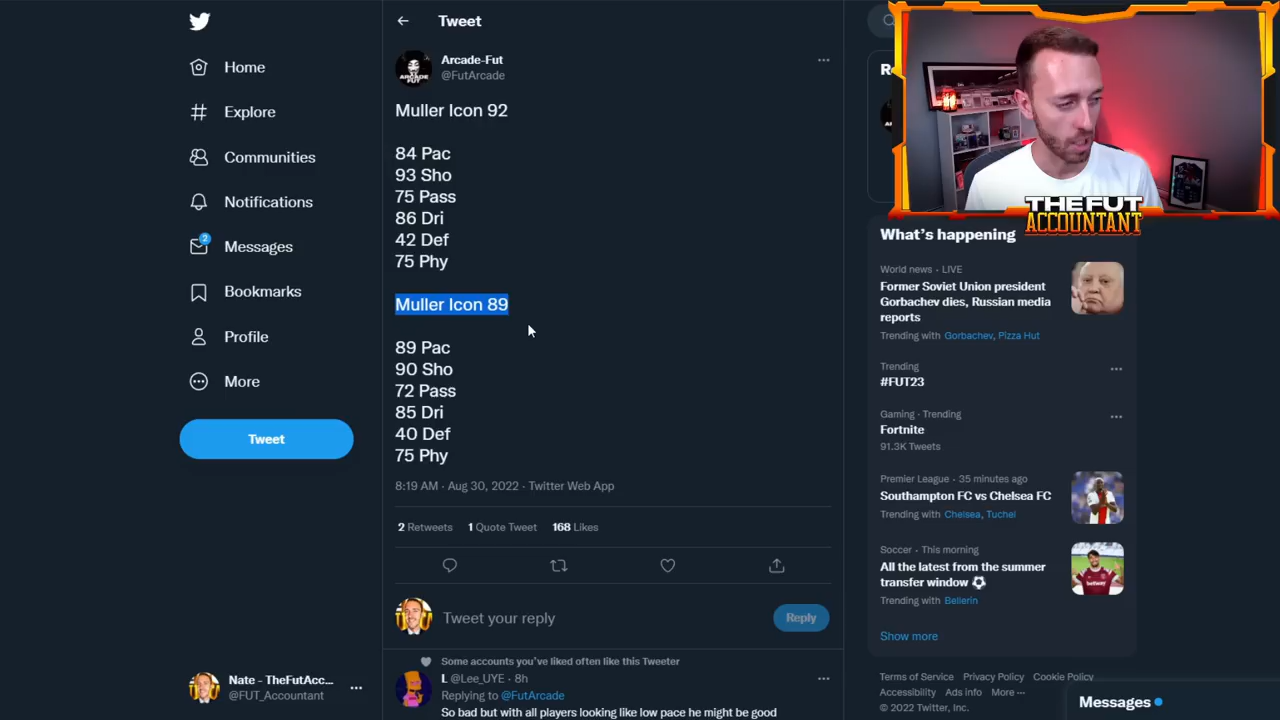 Home
Explore
Communities
Notifications
2
Messages
Bookmarks
Profile
More
Tweet
Nate - TheFutAcc...
@FUT_Accountant
Tweet
Arcade-Fut
@FutArcade
Muller Icon 92
84 Pac
93 Sho
75 Pass
86 Dri
42 Def
75 Phy
Muller Icon 89
89 Pac
90 Sho
72 Pass
85 Dri
40 Def
75 Phy
8:19 AM · Aug 30, 2022 · Twitter Web App
2 Retweets 1 Quote Tweet 168 Likes
Tweet your reply
Reply
Some accounts you've liked often like this Tweeter
L @Lee_UYE · 8h
Replying to @FutArcade
So bad but with all players looking like low pace he might be good
THE FUT
ACCOUNTANT
What's happening
World news · LIVE
Former Soviet Union president
Gorbachev dies, Russian media
reports
Trending with Gorbachev, Pizza Hut
Trending
#FUT23
Gaming · Trending
Fortnite
91.3K Tweets
Premier League · 35 minutes ago
Southampton FC vs Chelsea FC
Trending with Chelsea, Tuchel
Soccer · This morning
All the latest from the summer
transfer window ⚽
Trending with Bellerin
Show more
Terms of Service Privacy Policy Cookie Policy
Accessibility Ads info More ···
© 2022 Twitter, Inc.
Messages